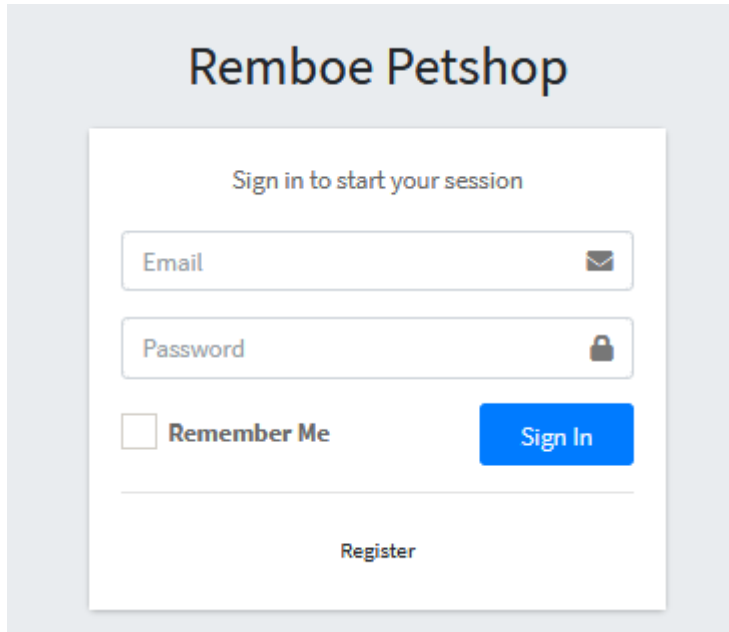 Remboe Petshop
Sign in to start your session
Email
Password
Remember Me
Sign In
Register